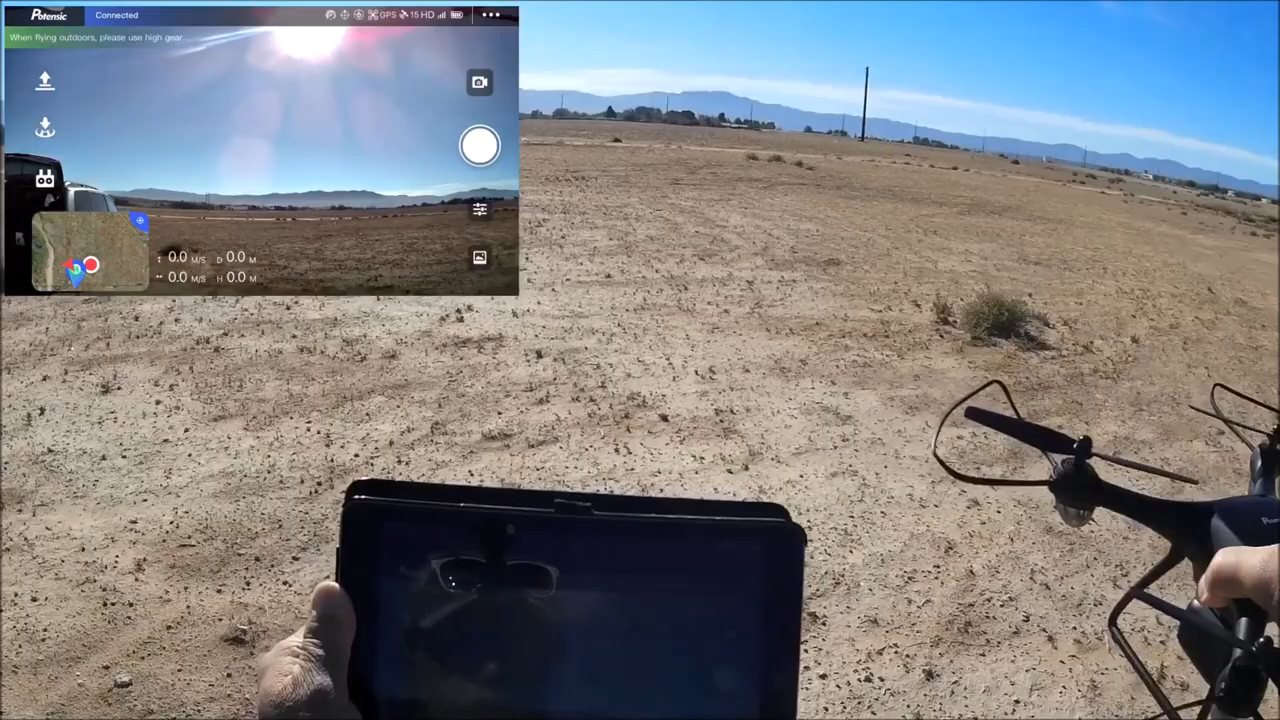 Potensic
Connected
GPS 15 HD
When flying outdoors, please use high gear.
0.0 M/S D 0.0 M
0.0 M/S H 0.0 M